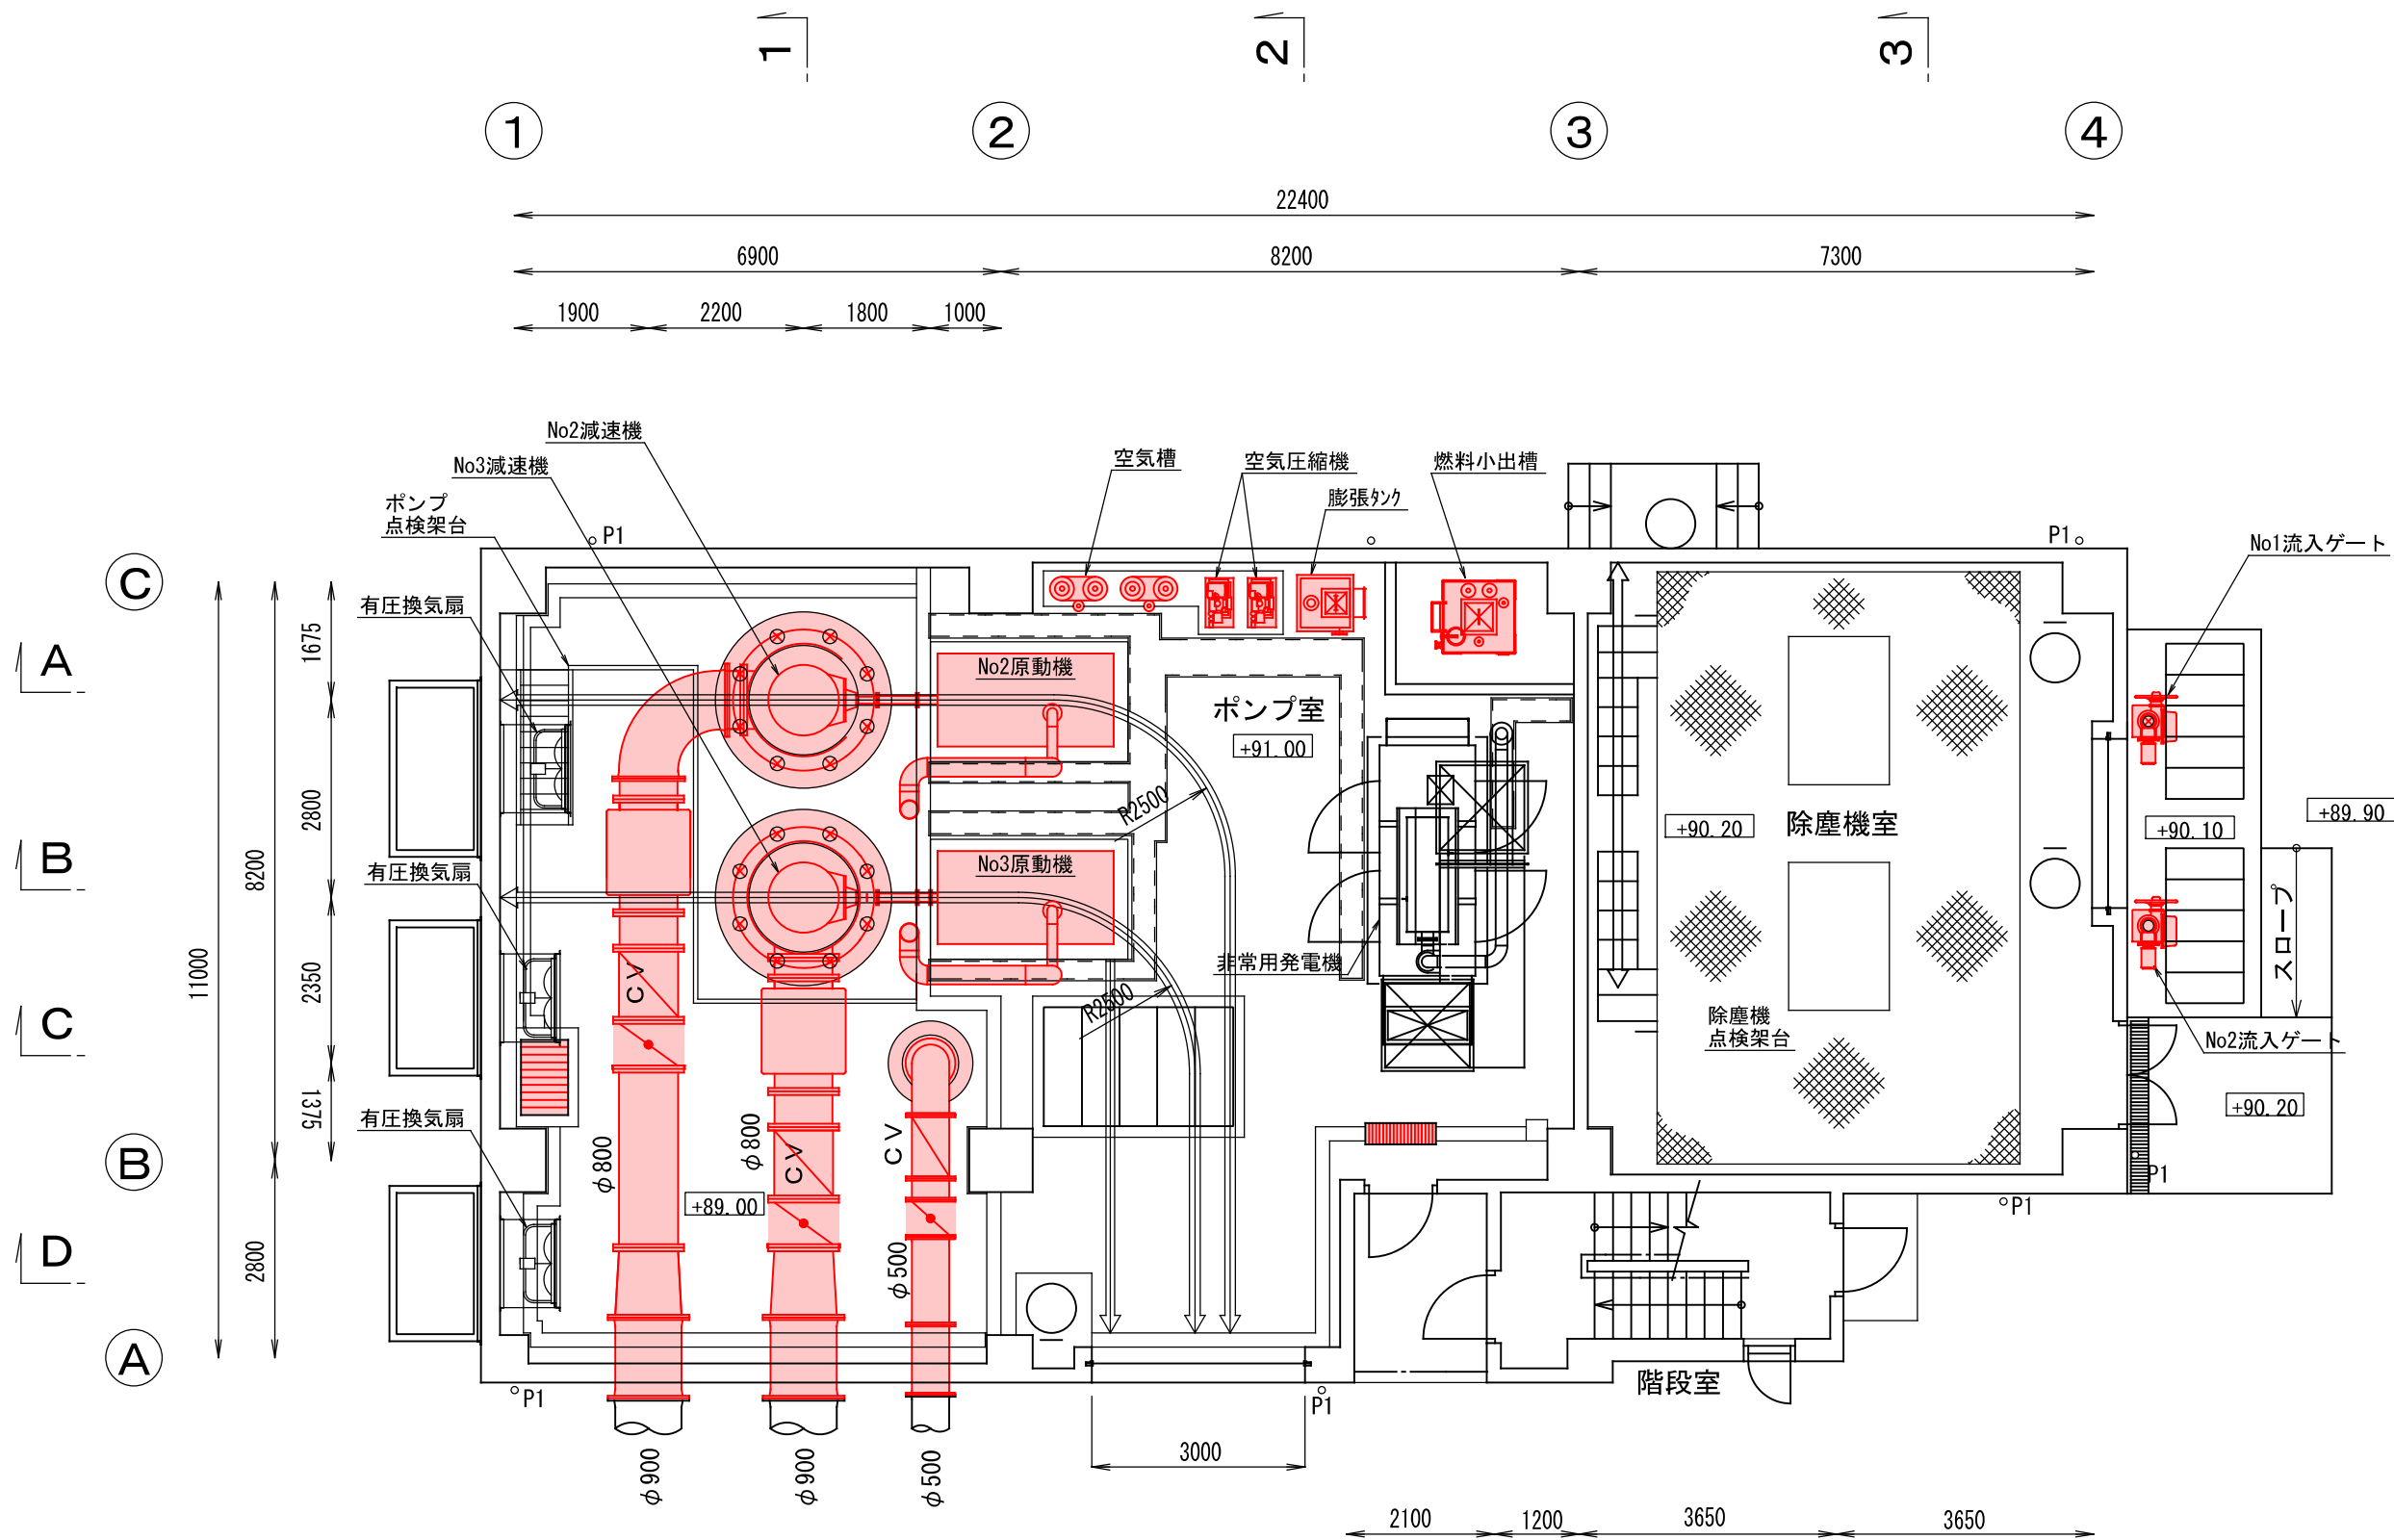 1
2
3
1
2
3
4
22400
6900
8200
7300
1900
2200
1800
1000
No2減速機
No3減速機
ポンプ
点検架台
有圧換気扇
空気槽
空気圧縮機
膨張タンク
燃料小出槽
P1
P1
No1流入ゲート
C
A
B
C
D
B
A
1675
2800
2350
1375
8200
2800
11000
No2原動機
ポンプ室
+91.00
R2500
No3原動機
有圧換気扇
非常用発電機
R2500
+90.20
除塵機室
+90.10
+89.90
スロープ
除塵機
点検架台
No2流入ゲート
+90.20
有圧換気扇
CV
CV
CV
φ800
φ800
+89.00
φ500
P1
P1
階段室
P1
P1
φ900
φ900
φ500
3000
2100
1200
3650
3650